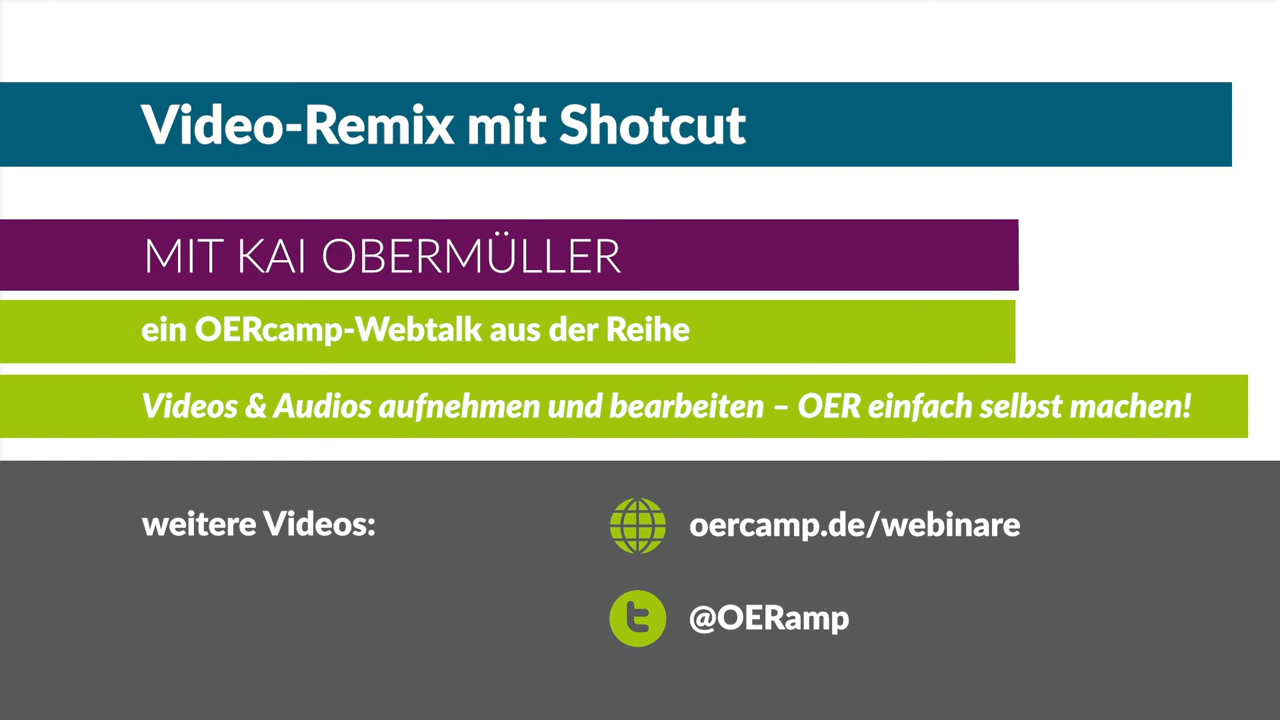 Video-Remix mit Shotcut
MIT KAI OBERMÜLLER
ein OERcamp-Webtalk aus der Reihe
Videos & Audios aufnehmen und bearbeiten – OER einfach selbst machen!
weitere Videos:
oercamp.de/webinare
@OERamp